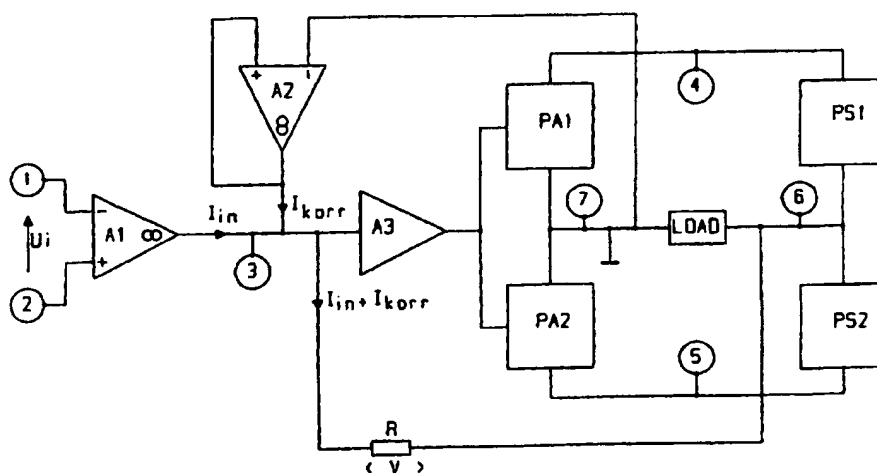 4
PA1
PS1
+
-
A2
8
1
Ui
2
-
+
A1
∞
Iin
3
Ikorr
A3
Iin + Ikorr
7
LOAD
6
PA2
PS2
5
R
( V )